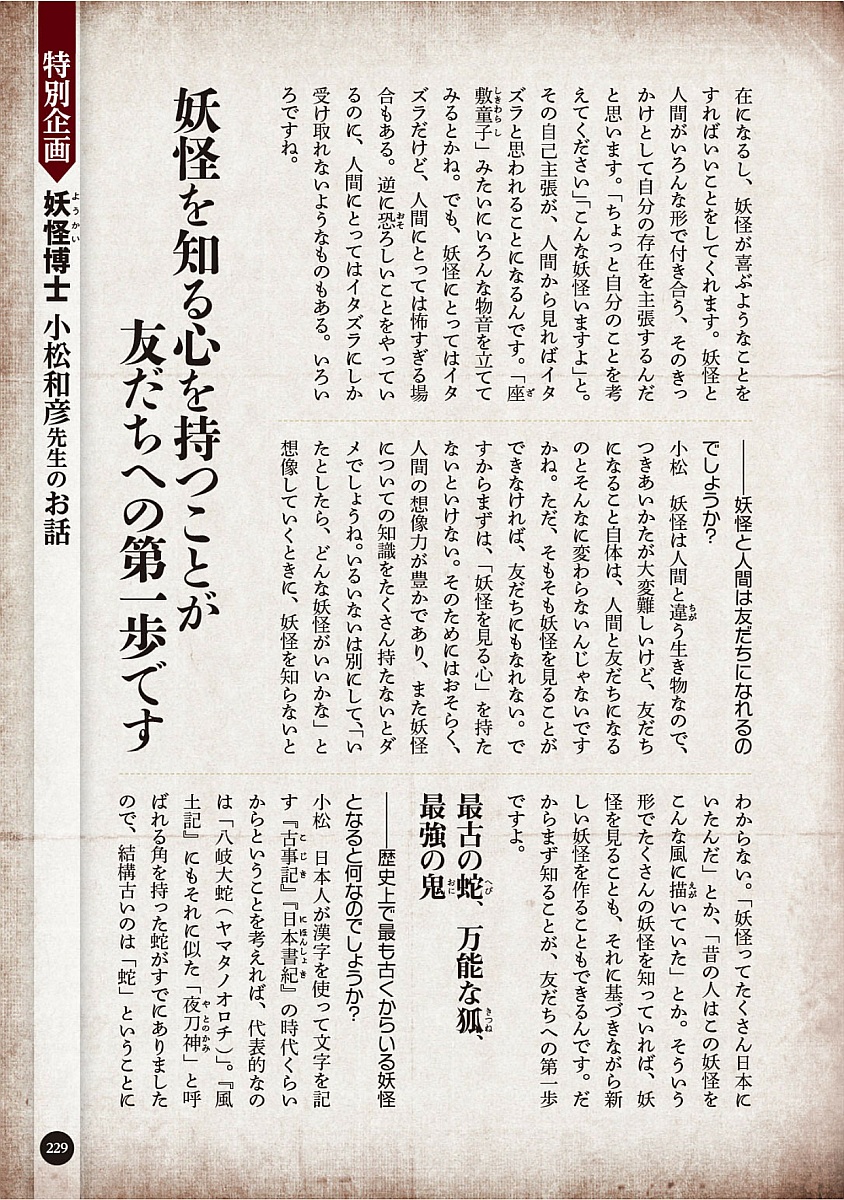 特別企画
妖怪博士 小松和彦先生のお話
ようかい
妖怪を知る心を持つことが
友だちへの第一歩です
在になるし、妖怪が喜ぶようなことを
すればいいことをしてくれます。妖怪と
人間がいろんな形で付き合う、そのきっ
かけとして自分の存在を主張するんだ
と思います。「ちょっと自分のことを考
えてください」「こんな妖怪いますよ」と。
その自己主張が、人間から見ればイタ
ズラと思われることになるんです。「座
ざ
敷童子」みたいにいろんな物音を立てて
しきわらし
みるとかね。でも、妖怪にとってはイタ
ズラだけど、人間にとっては怖すぎる場
合もある。逆に恐ろしいことをやってい
おそ
るのに、人間にとってはイタズラにしか
受け取れないようなものもある。いろい
ろですね。
――妖怪と人間は友だちになれるの
でしょうか?
小松 妖怪は人間と違う生き物なので、
ちが
つきあいかたが大変難しいけど、友だち
になること自体は、人間と友だちになる
のとそんなに変わらないんじゃないです
かね。ただ、そもそも妖怪を見ることが
できなければ、友だちにもなれない。で
すからまずは、「妖怪を見る心」を持た
ないといけない。そのためにはおそらく、
人間の想像力が豊かであり、また妖怪
についての知識をたくさん持たないとダ
メでしょうね。いるいないは別にして、「い
たとしたら、どんな妖怪がいいかな」と
想像していくときに、妖怪を知らないと
わからない。「妖怪ってたくさん日本に
いたんだ」とか、「昔の人はこの妖怪を
こんな風に描いていた」とか。そういう
えが
形でたくさんの妖怪を知っていれば、妖
怪を見ることも、それに基づきながら新
しい妖怪を作ることもできるんです。だ
からまず知ることが、友だちへの第一歩
ですよ。
最古の蛇、万能な狐、
へび
きつね
最強の鬼
おに
――歴史上で最も古くからいる妖怪
となると何なのでしょうか?
小松 日本人が漢字を使って文字を記
す『古事記』『日本書紀』の時代くらい
こじき
にほんしょき
からということを考えれば、代表的なの
は「八岐大蛇(ヤマタノオロチ)」。『風
土記』にもそれに似た「夜刀神」と呼
やとのかみ
ばれる角を持った蛇がすでにありました
ので、結構古いのは「蛇」ということに
229